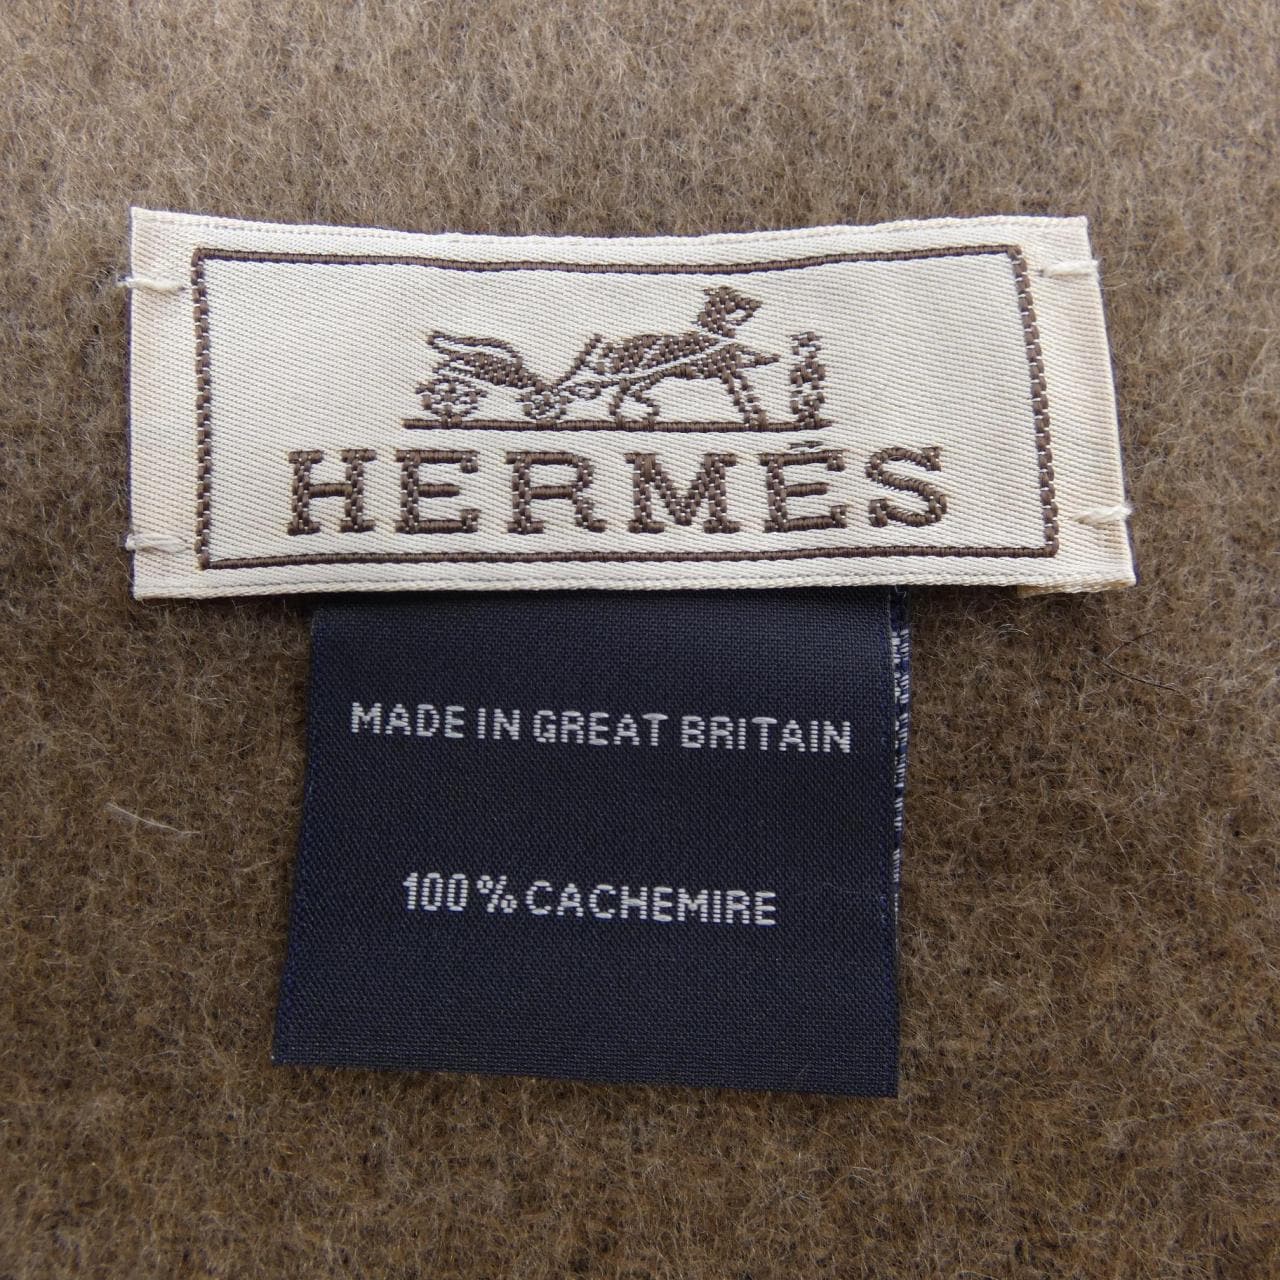 HERMÈS
MADE IN GREAT BRITAIN
100% CACHEMIRE